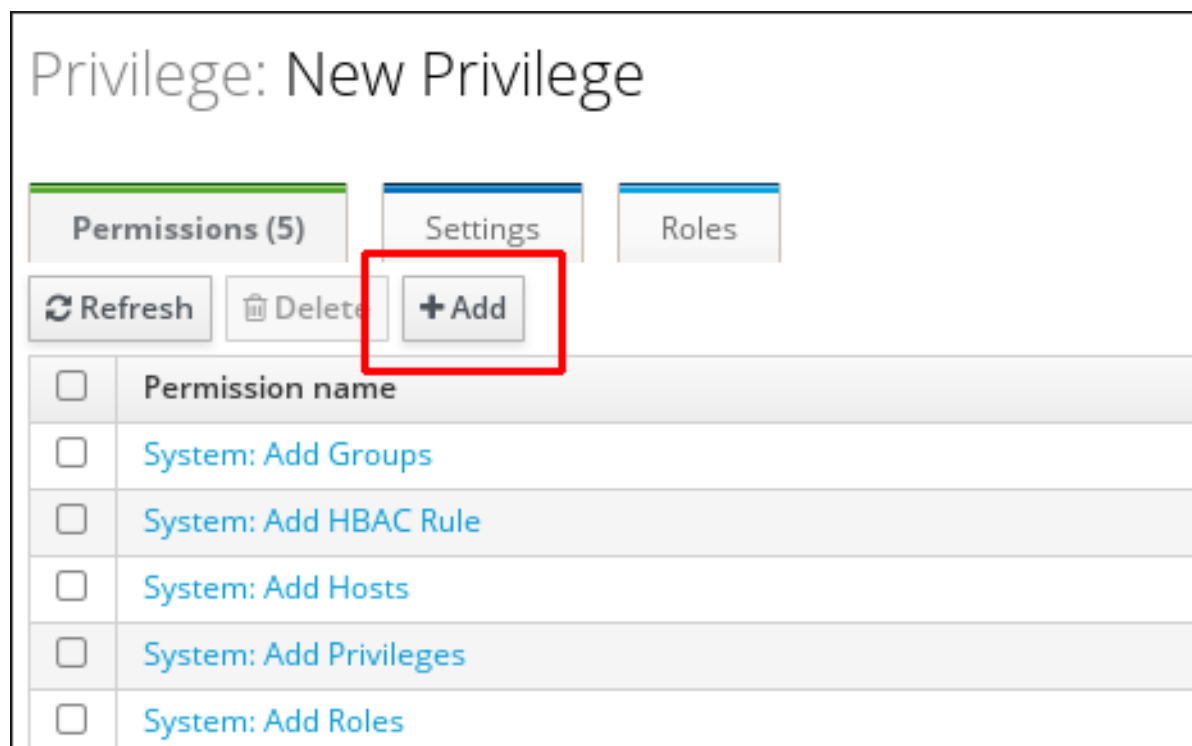 Privilege: New Privilege
Permissions (5) Settings Roles
Refresh Delete Add
Permission name
System: Add Groups
System: Add HBAC Rule
System: Add Hosts
System: Add Privileges
System: Add Roles